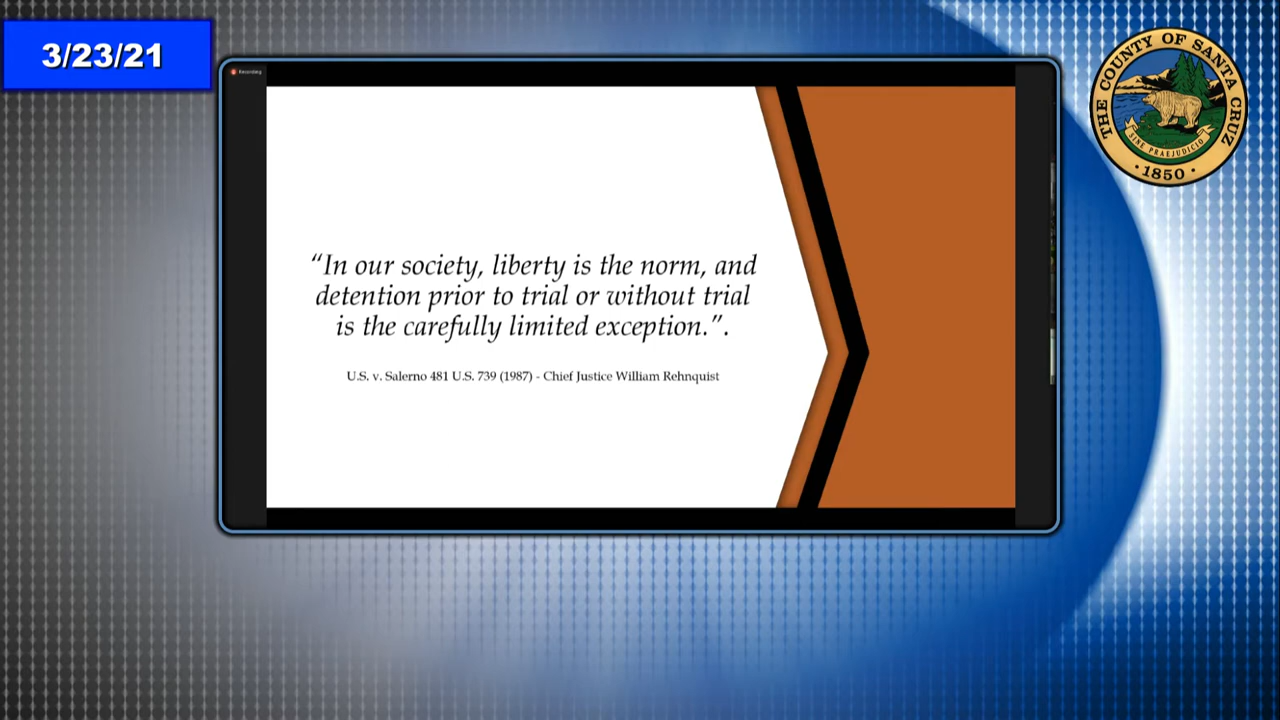 3/23/21
Recording
THE COUNTY OF SANTA CRUZ
SINE PRAEJUDICIO
• 1850 •
“In our society, liberty is the norm, and
detention prior to trial or without trial
is the carefully limited exception.”.
U.S. v. Salerno 481 U.S. 739 (1987) - Chief Justice William Rehnquist